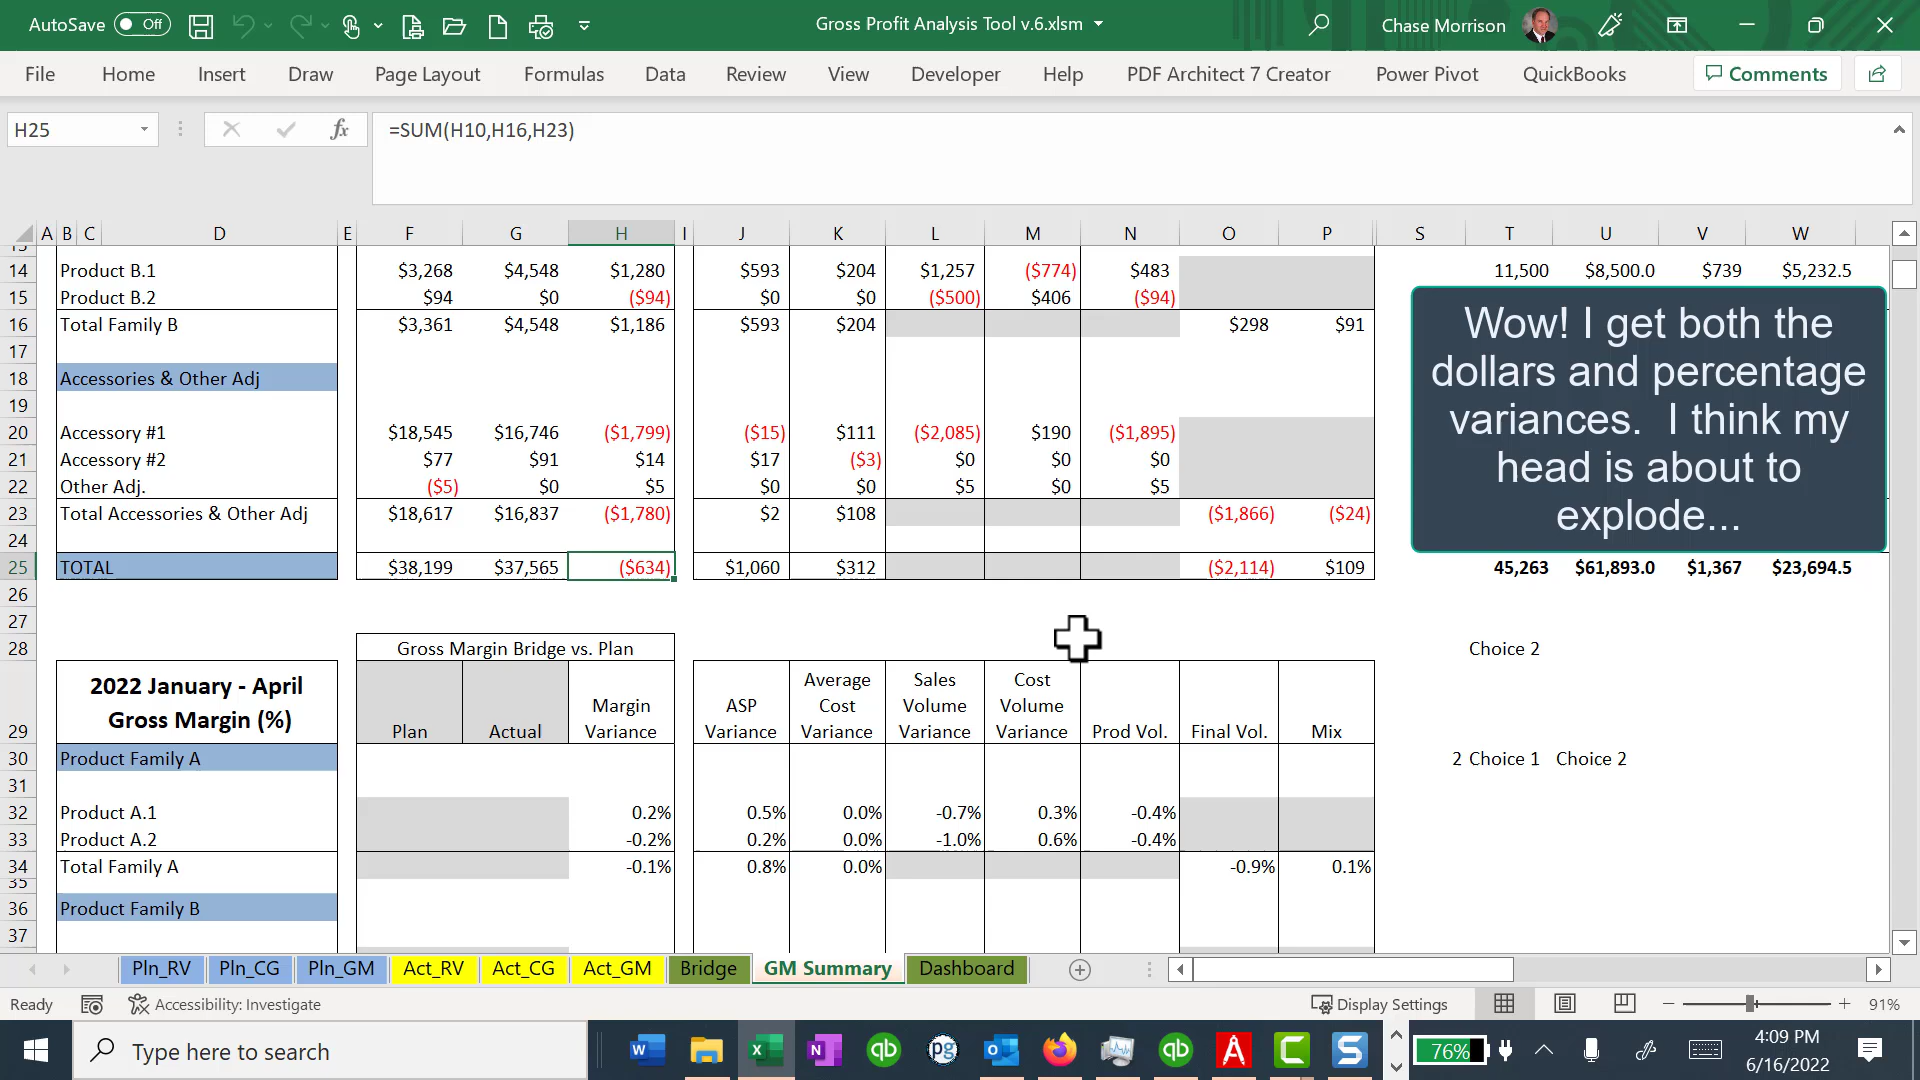 AutoSave Off
Gross Profit Analysis Tool v.6.xlsm
Chase Morrison
File Home Insert Draw Page Layout Formulas Data Review View Developer Help PDF Architect 7 Creator Power Pivot QuickBooks Comments
H25 fx =SUM(H10,H16,H23)
A B C D E F G H I J K L M N O P S T U V W
14 Product B.1 $3,268 $4,548 $1,280 $593 $204 $1,257 ($774) $483 11,500 $8,500.0 $739 $5,232.5
15 Product B.2 $94 $0 ($94) $0 $0 ($500) $406 ($94)
16 Total Family B $3,361 $4,548 $1,186 $593 $204 $298 $91
17
18 Accessories & Other Adj
19
20 Accessory #1 $18,545 $16,746 ($1,799) ($15) $111 ($2,085) $190 ($1,895)
21 Accessory #2 $77 $91 $14 $17 ($3) $0 $0 $0
22 Other Adj. ($5) $0 $5 $0 $0 $5 $0 $5
23 Total Accessories & Other Adj $18,617 $16,837 ($1,780) $2 $108 ($1,866) ($24)
24
25 TOTAL $38,199 $37,565 ($634) $1,060 $312 ($2,114) $109 45,263 $61,893.0 $1,367 $23,694.5
Wow! I get both the
dollars and percentage
variances. I think my
head is about to
explode...
26
27
28 Gross Margin Bridge vs. Plan Choice 2
29 2022 January - April
Gross Margin (%)
Plan Actual
Margin
Variance
ASP
Variance
Average
Cost
Variance
Sales
Volume
Variance
Cost
Volume
Variance
Prod Vol. Final Vol. Mix
30 Product Family A 2 Choice 1 Choice 2
31
32 Product A.1 0.2% 0.5% 0.0% -0.7% 0.3% -0.4%
33 Product A.2 -0.2% 0.2% 0.0% -1.0% 0.6% -0.4%
34 Total Family A -0.1% 0.8% 0.0% -0.9% 0.1%
35
36 Product Family B
37
Pln_RV Pln_CG Pln_GM Act_RV Act_CG Act_GM Bridge GM Summary Dashboard
Ready Accessibility: Investigate Display Settings 91%
Type here to search
76%
4:09 PM
6/16/2022